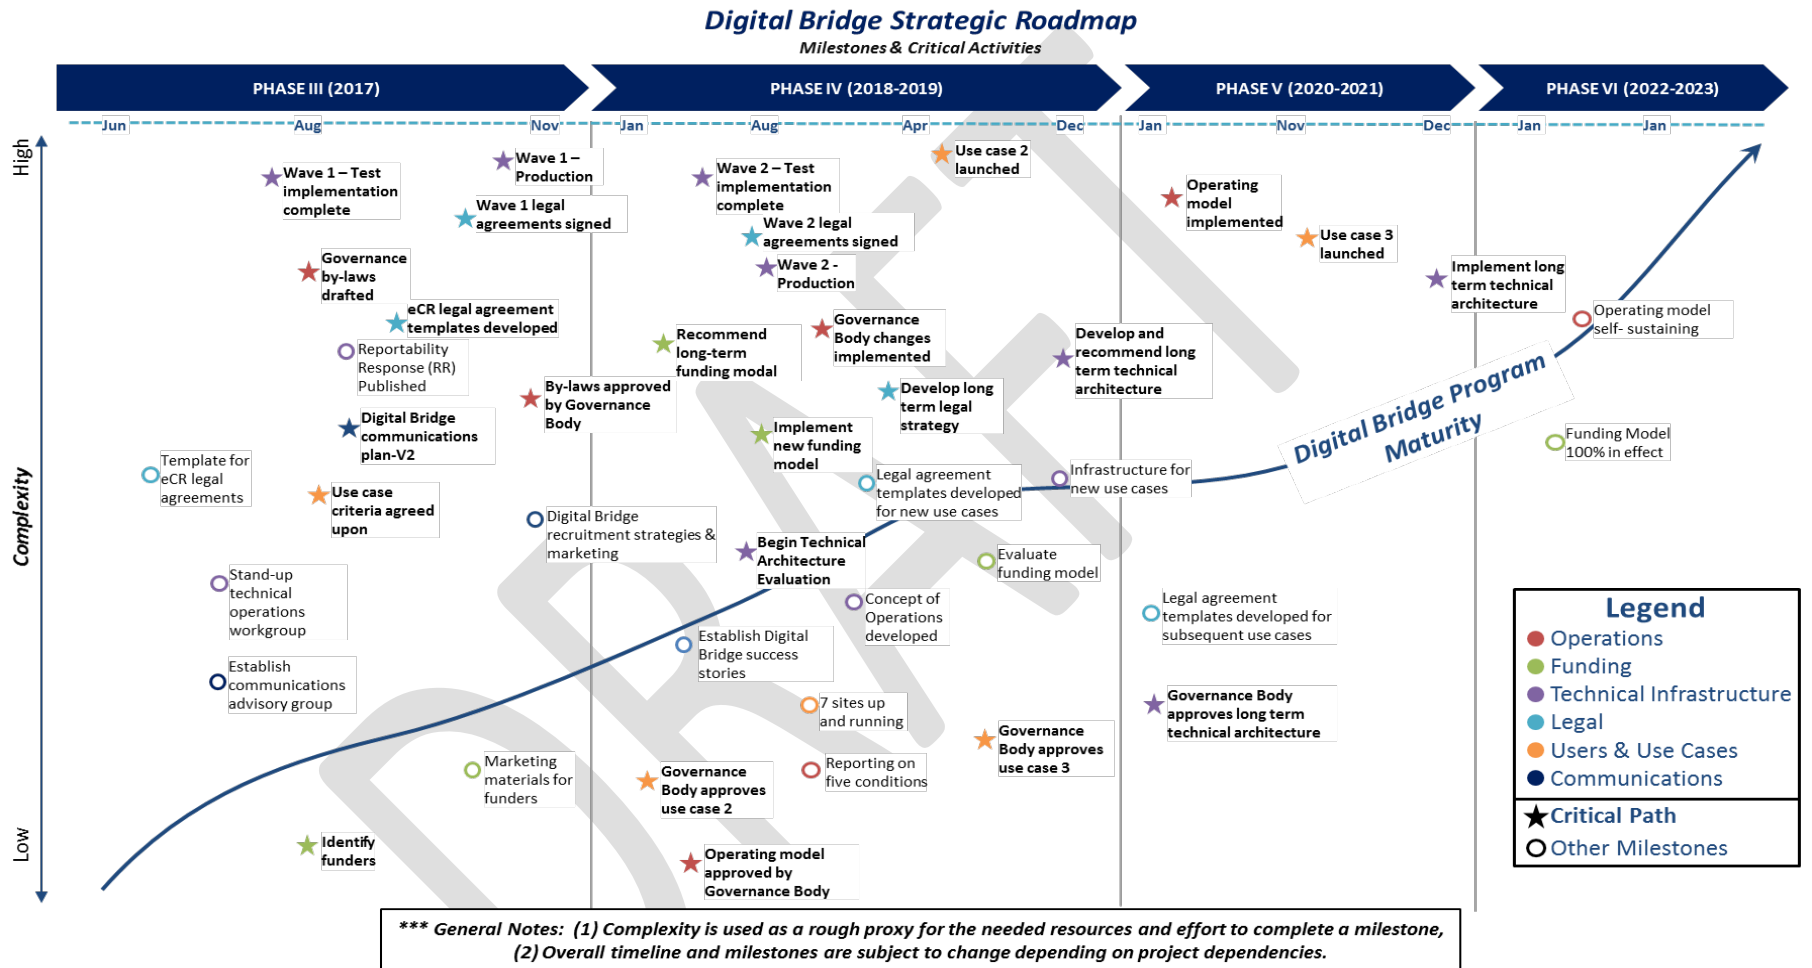 Digital Bridge Strategic Roadmap
Milestones & Critical Activities
PHASE III (2017)
PHASE IV (2018-2019)
PHASE V (2020-2021)
PHASE VI (2022-2023)
Jun
Aug
Nov
Jan
Aug
Apr
Dec
Jan
Nov
Dec
Jan
Jan
High
Complexity
Low
Wave 1 – Test
implementation
complete
Wave 1 –
Production
Wave 1 legal
agreements signed
Governance
by-laws
drafted
eCR legal agreement
templates developed
Reportability
Response (RR)
Published
By-laws approved
by Governance
Body
Digital Bridge
communications
plan-V2
Template for
eCR legal
agreements
Use case
criteria agreed
upon
Digital Bridge
recruitment strategies &
marketing
Stand-up
technical
operations
workgroup
Establish
communications
advisory group
Marketing
materials for
funders
Identify
funders
Wave 2 – Test
implementation
complete
Use case 2
launched
Wave 2 legal
agreements signed
Wave 2 -
Production
Recommend
long-term
funding modal
Governance
Body changes
implemented
Develop and
recommend long
term technical
architecture
Develop long
term legal
strategy
Implement
new funding
model
Legal agreement
templates developed
for new use cases
Infrastructure for
new use cases
Begin Technical
Architecture
Evaluation
Evaluate
funding model
Concept of
Operations
developed
Establish Digital
Bridge success
stories
7 sites up
and running
Governance
Body approves
use case 3
Reporting on
five conditions
Governance
Body approves
use case 2
Operating model
approved by
Governance Body
Operating
model
implemented
Use case 3
launched
Implement long
term technical
architecture
Legal agreement
templates developed for
subsequent use cases
Governance Body
approves long term
technical architecture
Operating model
self- sustaining
Funding Model
100% in effect
Digital Bridge Program
Maturity
DRAFT
Legend
Operations
Funding
Technical Infrastructure
Legal
Users & Use Cases
Communications
Critical Path
Other Milestones
*** General Notes: (1) Complexity is used as a rough proxy for the needed resources and effort to complete a milestone,
(2) Overall timeline and milestones are subject to change depending on project dependencies.